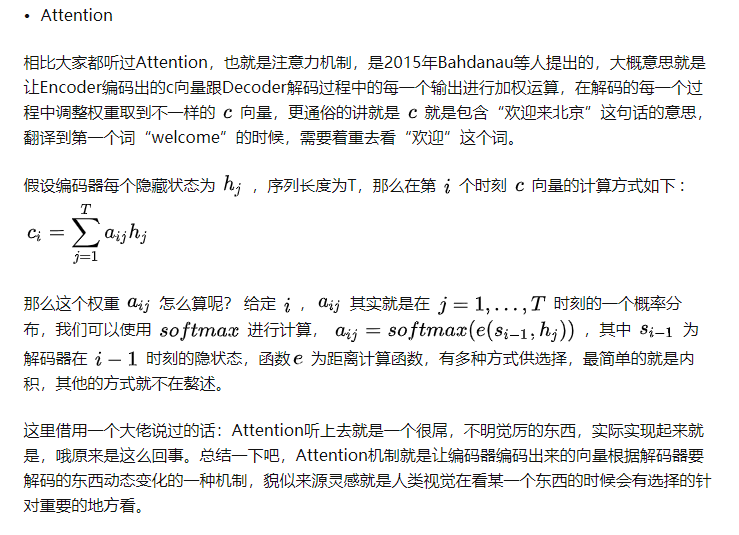 • Attention
相比大家都听过Attention，也就是注意力机制，是2015年Bahdanau等人提出的，大概意思就是
让Encoder编码出的c向量跟Decoder解码过程中的每一个输出进行加权运算，在解码的每一个过
程中调整权重取到不一样的 c 向量，更通俗的讲就是 c 就是包含“欢迎来北京”这句话的意思，
翻译到第一个词“welcome”的时候，需要着重去看“欢迎”这个词。
假设编码器每个隐藏状态为 h_j ，序列长度为T，那么在第 i 个时刻 c 向量的计算方式如下：
c_i = \sum_{j=1}^{T} a_{ij} h_j
那么这个权重 a_{ij} 怎么算呢？ 给定 i ， a_{ij} 其实就是在 j = 1, . . . , T 时刻的一个概率分
布，我们可以使用 softmax 进行计算， a_{ij} = softmax(e(s_{i−1}, h_j)) ，其中 s_{i−1} 为
解码器在 i − 1 时刻的隐状态，函数 e 为距离计算函数，有多种方式供选择，最简单的就是内
积，其他的方式就不在赘述。
这里借用一个大佬说过的话：Attention听上去就是一个很屌，不明觉厉的东西，实际实现起来就
是，哦原来是这么回事。总结一下吧，Attention机制就是让编码器编码出来的向量根据解码器要
解码的东西动态变化的一种机制，貌似来源灵感就是人类视觉在看某一个东西的时候会有选择的针
对重要的地方看。